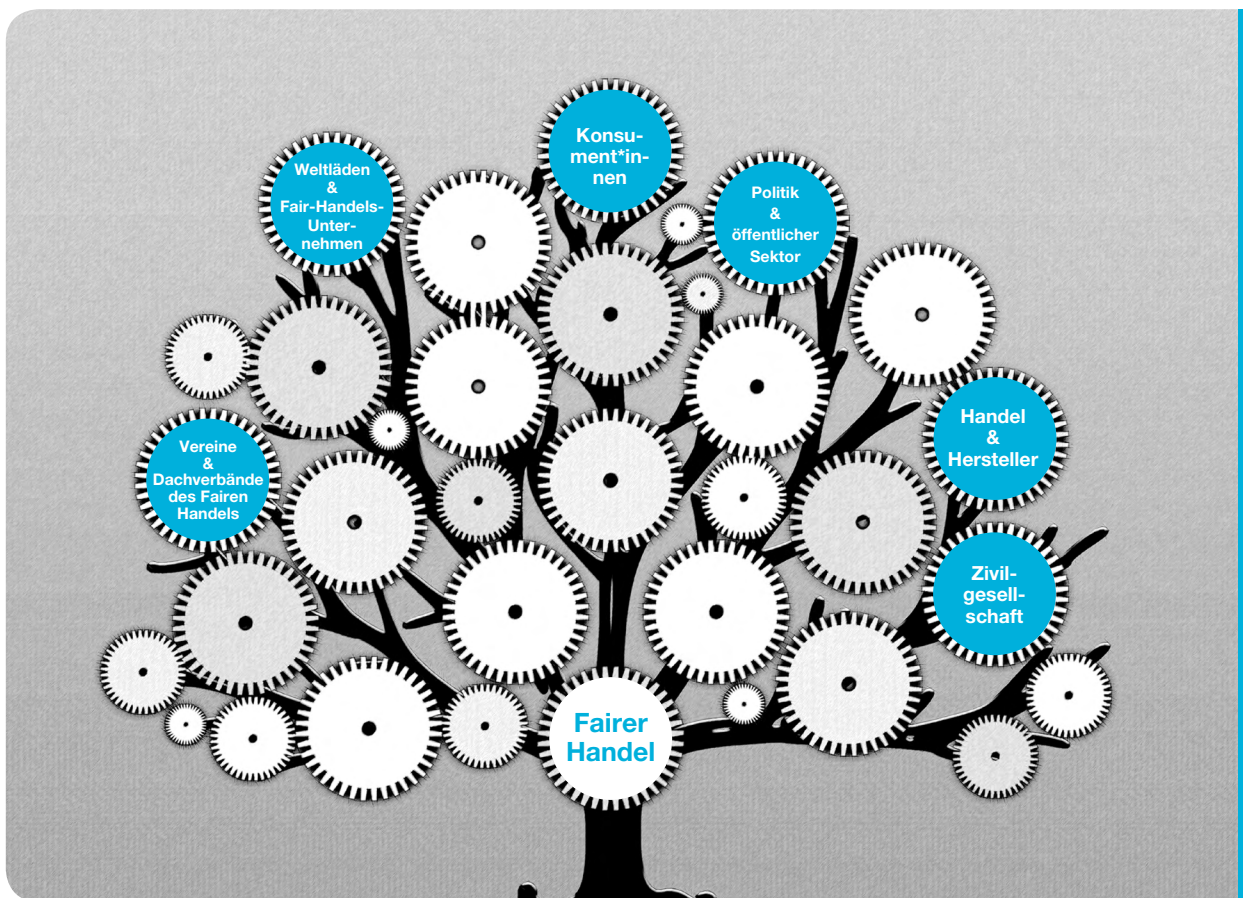 Konsu-
ment*in-
nen
Weltläden
&
Fair-Handels-
Unter-
nehmen
Politik
&
öffentlicher
Sektor
Handel
&
Hersteller
Vereine
&
Dachverbände
des Fairen
Handels
Zivil-
gesell-
schaft
Fairer
Handel